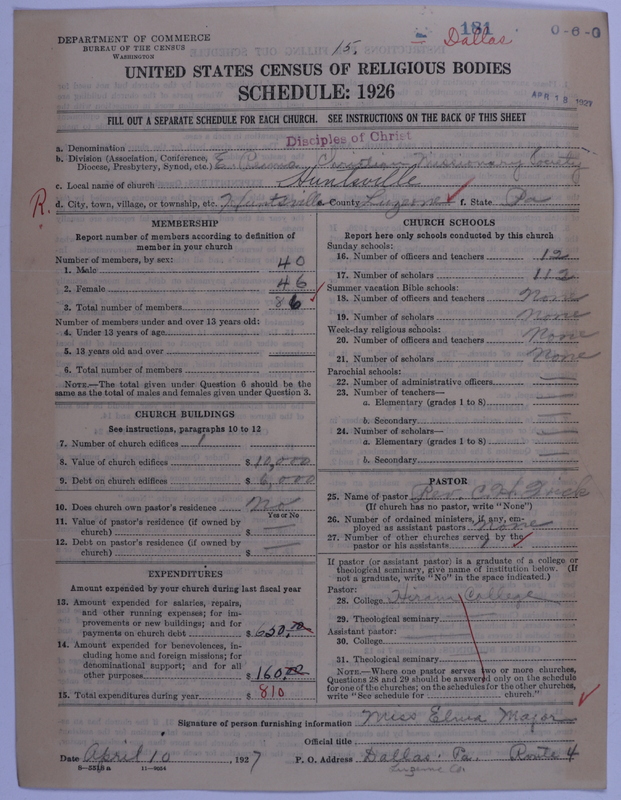 DEPARTMENT OF COMMERCE
BUREAU OF THE CENSUS
WASHINGTON
15.
181
Dallas
0-6-0
UNITED STATES CENSUS OF RELIGIOUS BODIES
SCHEDULE: 1926
APR 18 1927
FILL OUT A SEPARATE SCHEDULE FOR EACH CHURCH. SEE INSTRUCTIONS ON THE BACK OF THIS SHEET
a. Denomination Disciples of Christ
b. Division (Association, Conference, Diocese, Presbytery, Synod, etc.) E. Penna Christian Missionary Society
c. Local name of church Huntsville
R. d. City, town, village, or township, etc. Huntsville e. County Luzerne f. State Pa
MEMBERSHIP
Report number of members according to definition of
member in your church
Number of members, by sex:
1. Male 40
2. Female 46
3. Total number of members 86
Number of members under and over 13 years old:
4. Under 13 years of age
5. 13 years old and over
6. Total number of members
NOTE.—The total given under Question 6 should be the
same as the total of males and females given under Question 3.
CHURCH BUILDINGS
See instructions, paragraphs 10 to 12
7. Number of church edifices 1
8. Value of church edifices $ 10,000
9. Debt on church edifices $ 6,000
10. Does church own pastor's residence No
Yes or No
11. Value of pastor's residence (if owned by
church) $ —
12. Debt on pastor's residence (if owned by
church) $ —
EXPENDITURES
Amount expended by your church during last fiscal year
13. Amount expended for salaries, repairs,
and other running expenses; for im-
provements or new buildings; and for
payments on church debt $ 650.00
14. Amount expended for benevolences, in-
cluding home and foreign missions; for
denominational support; and for all
other purposes $ 160.00
15. Total expenditures during year $ 810
CHURCH SCHOOLS
Report here only schools conducted by this church
Sunday schools:
16. Number of officers and teachers 12
17. Number of scholars 112
Summer vacation Bible schools:
18. Number of officers and teachers None
19. Number of scholars None
Week-day religious schools:
20. Number of officers and teachers None
21. Number of scholars None
Parochial schools:
22. Number of administrative officers —
23. Number of teachers—
a. Elementary (grades 1 to 8) —
b. Secondary —
24. Number of scholars—
a. Elementary (grades 1 to 8) —
b. Secondary —
PASTOR
25. Name of pastor Rev. C. H. Frick
(If church has no pastor, write "None")
26. Number of ordained ministers, if any, em-
ployed as assistant pastors None
27. Number of other churches served by the
pastor or his assistants 1
If pastor (or assistant pastor) is a graduate of a college or
theological seminary, give name of institution below. (If
not a graduate, write "No" in the space indicated.)
Pastor:
28. College Hiram College
29. Theological seminary
Assistant pastor:
30. College
31. Theological seminary
NOTE.—Where one pastor serves two or more churches,
Questions 28 and 29 should be answered only on the schedule
for one of the churches; on the schedules for the other churches,
write "See schedule for church."
Signature of person furnishing information Miss Elma Major
Official title
Date April 10 1927 P. O. Address Dallas, Pa. Route 4
Luzerne Co.
8—5518a 11—9034